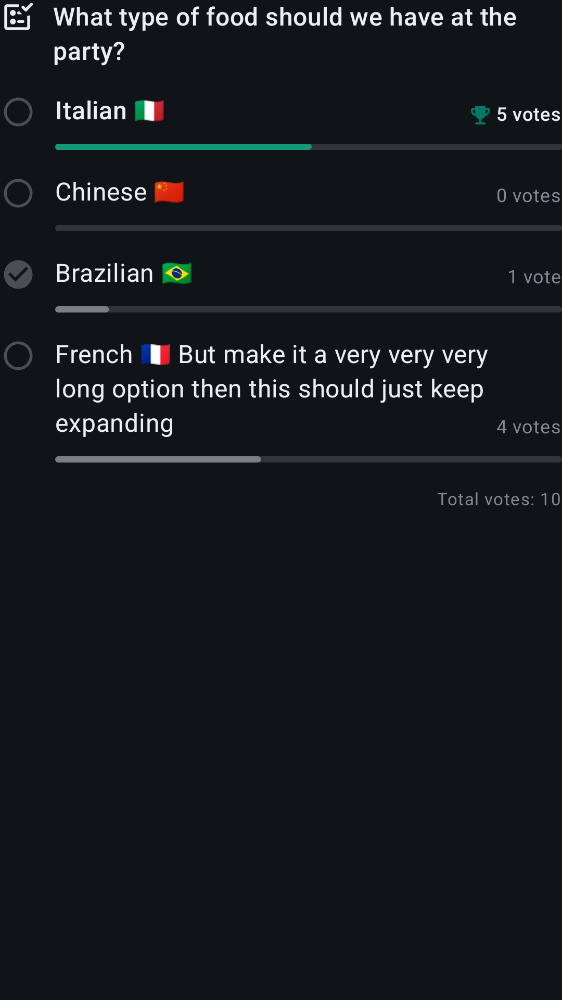 What type of food should we have at the
party?
Italian 🇮🇹
5 votes
Chinese 🇨🇳
0 votes
Brazilian 🇧🇷
1 vote
French 🇫🇷 But make it a very very very
long option then this should just keep
expanding
4 votes
Total votes: 10